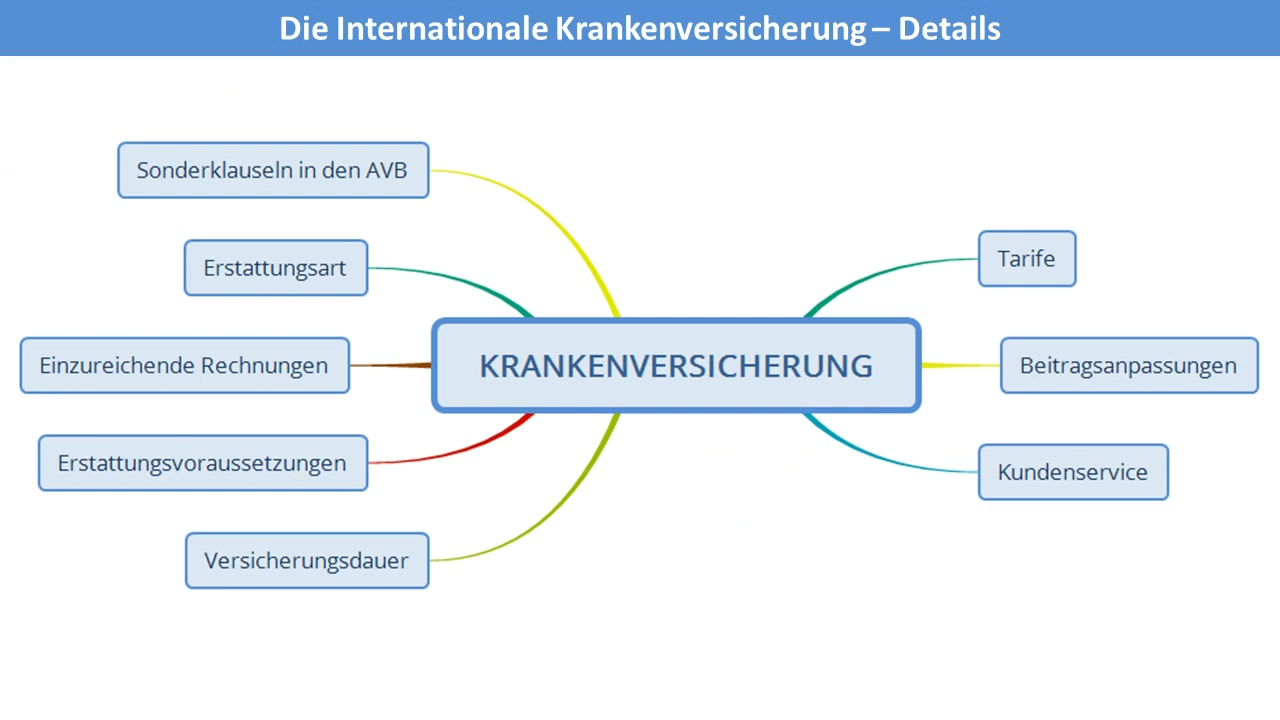 Die Internationale Krankenversicherung – Details
Sonderklauseln in den AVB
Erstattungsart
Einzureichende Rechnungen
Erstattungsvoraussetzungen
Versicherungsdauer
KRANKENVERSICHERUNG
Tarife
Beitragsanpassungen
Kundenservice